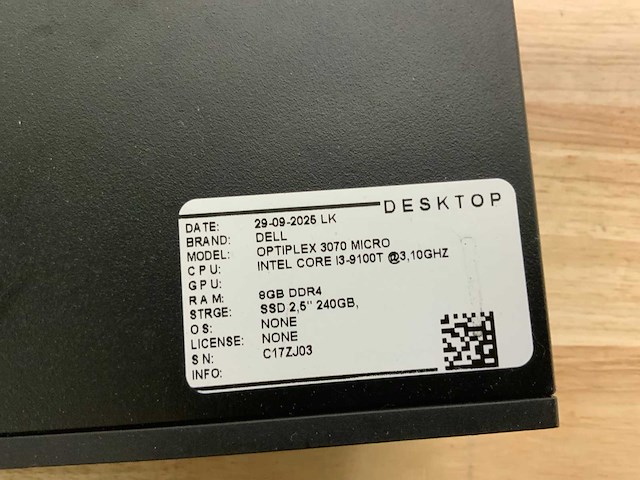 DESKTOP
DATE: 29-09-2025 LK
BRAND: DELL
MODEL: OPTIPLEX 3070 MICRO
CPU: INTEL CORE I3-9100T @3,10GHZ
GPU:
RAM: 8GB DDR4
STRGE: SSD 2,5" 240GB,
OS: NONE
LICENSE: NONE
SN: C17ZJ03
INFO: